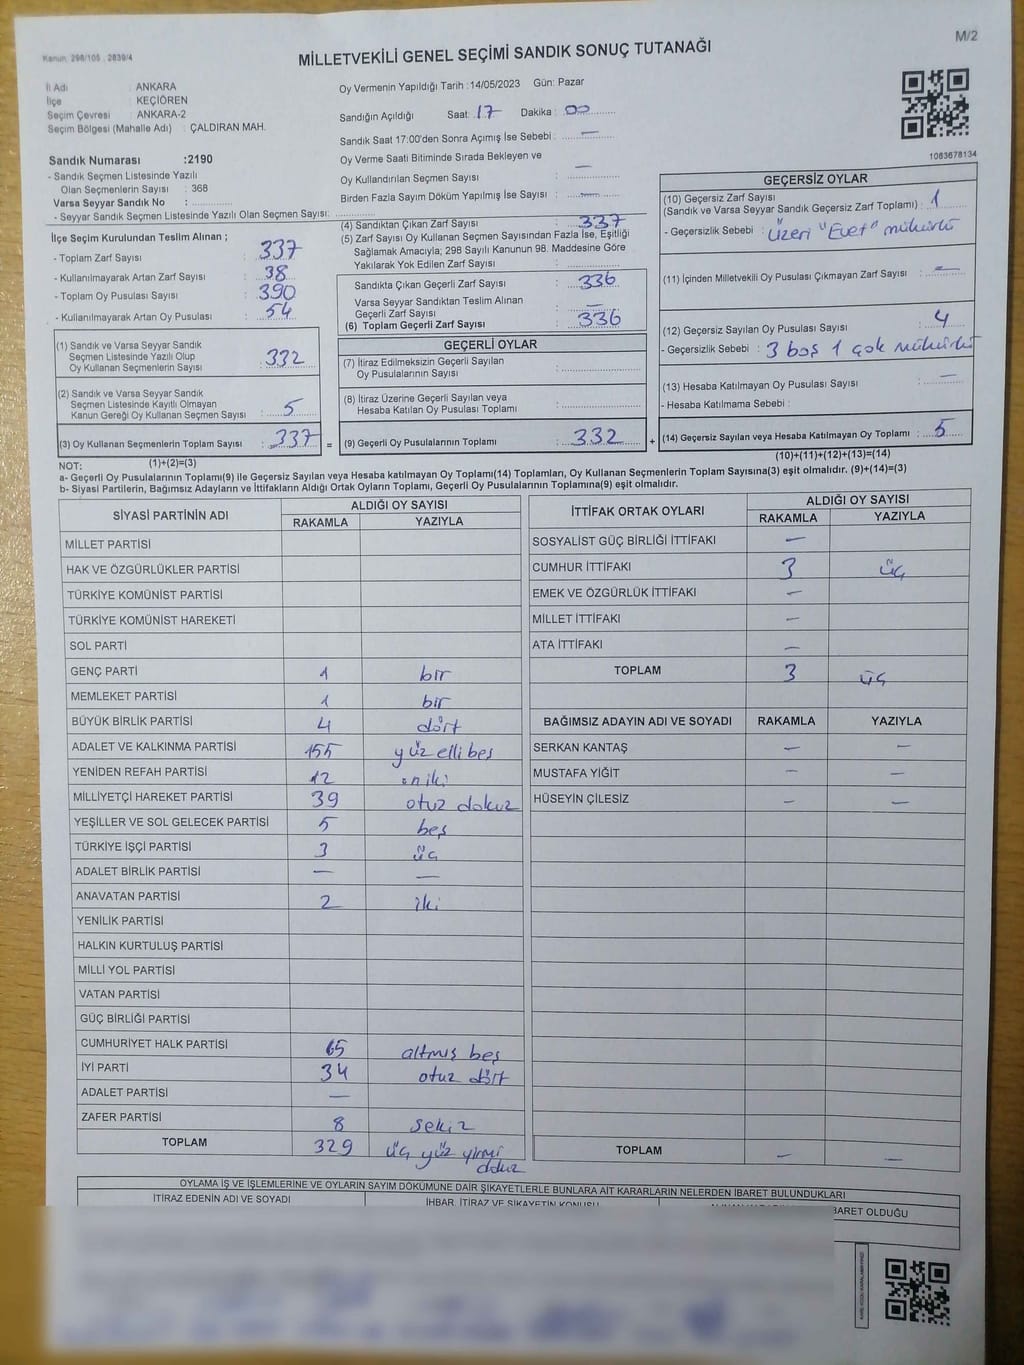 Kanun, 298/105 , 2839/4
M/2
MİLLETVEKİLİ GENEL SEÇİMİ SANDIK SONUÇ TUTANAĞI
İl Adı : ANKARA
İlçe : KEÇİÖREN
Seçim Çevresi : ANKARA-2
Seçim Bölgesi (Mahalle Adı) : ÇALDIRAN MAH.
Sandık Numarası :2190
- Sandık Seçmen Listesinde Yazılı
Olan Seçmenlerin Sayısı : 368
Varsa Seyyar Sandık No :
- Seyyar Sandık Seçmen Listesinde Yazılı Olan Seçmen Sayısı:
Oy Vermenin Yapıldığı Tarih :14/05/2023 Gün: Pazar
Sandığın Açıldığı Saat: 17 Dakika : 00
Sandık Saat 17:00'den Sonra Açımış İse Sebebi : —
Oy Verme Saati Bitiminde Sırada Bekleyen ve
Oy Kullandırılan Seçmen Sayısı : —
Birden Fazla Sayım Döküm Yapılmış İse Sayısı : —
1083678134
İlçe Seçim Kurulundan Teslim Alınan ;
- Toplam Zarf Sayısı : 337
- Kullanılmayarak Artan Zarf Sayısı : 38
- Toplam Oy Pusulası Sayısı : 390
- Kullanılmayarak Artan Oy Pusulası : 54
(1) Sandık ve Varsa Seyyar Sandık
Seçmen Listesinde Yazılı Olup
Oy Kullanan Seçmenlerin Sayısı : 332
(2) Sandık ve Varsa Seyyar Sandık
Seçmen Listesinde Kayıtlı Olmayan
Kanun Gereği Oy Kullanan Seçmen Sayısı : 5
(3) Oy Kullanan Seçmenlerin Toplam Sayısı : 337 =
(1)+(2)=(3)
(4) Sandıktan Çıkan Zarf Sayısı : 337
(5) Zarf Sayısı Oy Kullanan Seçmen Sayısından Fazla İse, Eşitliği
Sağlamak Amacıyla; 298 Sayılı Kanunun 98. Maddesine Göre
Yakılarak Yok Edilen Zarf Sayısı :
Sandıkta Çıkan Geçerli Zarf Sayısı : 336
Varsa Seyyar Sandıktan Teslim Alınan
Geçerli Zarf Sayısı : —
(6) Toplam Geçerli Zarf Sayısı : 336
GEÇERLİ OYLAR
(7) İtiraz Edilmeksizin Geçerli Sayılan
Oy Pusulalarının Sayısı :
(8) İtiraz Üzerine Geçerli Sayılan veya
Hesaba Katılan Oy Pusulası Toplamı :
(9) Geçerli Oy Pusulalarının Toplamı : 332 +
GEÇERSİZ OYLAR
(10) Geçersiz Zarf Sayısı
(Sandık ve Varsa Seyyar Sandık Geçersiz Zarf Toplamı) : 1
- Geçersizlik Sebebi : Üzeri "Evet" mühürlü
(11) İçinden Milletvekili Oy Pusulası Çıkmayan Zarf Sayısı : —
(12) Geçersiz Sayılan Oy Pusulası Sayısı : 4
- Geçersizlik Sebebi : 3 boş 1 çok mühürlü
(13) Hesaba Katılmayan Oy Pusulası Sayısı : —
- Hesaba Katılmama Sebebi :
(14) Geçersiz Sayılan veya Hesaba Katılmayan Oy Toplamı : 5
(10)+(11)+(12)+(13)=(14)
NOT:
a- Geçerli Oy Pusulalarının Toplamı(9) ile Geçersiz Sayılan veya Hesaba katılmayan Oy Toplamı(14) Toplamları, Oy Kullanan Seçmenlerin Toplam Sayısına(3) eşit olmalıdır. (9)+(14)=(3)
b- Siyasi Partilerin, Bağımsız Adayların ve İttifakların Aldığı Ortak Oyların Toplamı, Geçerli Oy Pusulalarının Toplamına(9) eşit olmalıdır.
SİYASİ PARTİNİN ADI ALDIĞI OY SAYISI
RAKAMLA YAZIYLA
MİLLET PARTİSİ
HAK VE ÖZGÜRLÜKLER PARTİSİ
TÜRKİYE KOMÜNİST PARTİSİ
TÜRKİYE KOMÜNİST HAREKETİ
SOL PARTİ
GENÇ PARTİ 1 bir
MEMLEKET PARTİSİ 1 bir
BÜYÜK BİRLİK PARTİSİ 4 dört
ADALET VE KALKINMA PARTİSİ 155 yüz elli beş
YENİDEN REFAH PARTİSİ 12 on iki
MİLLİYETÇİ HAREKET PARTİSİ 39 otuz dokuz
YEŞİLLER VE SOL GELECEK PARTİSİ 5 beş
TÜRKİYE İŞÇİ PARTİSİ 3 üç
ADALET BİRLİK PARTİSİ — —
ANAVATAN PARTİSİ 2 iki
YENİLİK PARTİSİ
HALKIN KURTULUŞ PARTİSİ
MİLLİ YOL PARTİSİ
VATAN PARTİSİ
GÜÇ BİRLİĞİ PARTİSİ
CUMHURİYET HALK PARTİSİ 65 altmış beş
İYİ PARTİ 34 otuz dört
ADALET PARTİSİ —
ZAFER PARTİSİ 8 sekiz
TOPLAM 329 üç yüz yirmi
dokuz
İTTİFAK ORTAK OYLARI ALDIĞI OY SAYISI
RAKAMLA YAZIYLA
SOSYALİST GÜÇ BİRLİĞİ İTTİFAKI —
CUMHUR İTTİFAKI 3 üç
EMEK VE ÖZGÜRLÜK İTTİFAKI —
MİLLET İTTİFAKI —
ATA İTTİFAKI —
TOPLAM 3 üç
BAĞIMSIZ ADAYIN ADI VE SOYADI RAKAMLA YAZIYLA
SERKAN KANTAŞ — —
MUSTAFA YİĞİT — —
HÜSEYİN ÇİLESİZ — —
TOPLAM — —
OYLAMA İŞ VE İŞLEMLERİNE VE OYLARIN SAYIM DÖKÜMÜNE DAİR ŞİKAYETLERLE BUNLARA AİT KARARLARIN NELERDEN İBARET BULUNDUKLARI
İTİRAZ EDENİN ADI VE SOYADI İHBAR, İTİRAZ VE ŞİKAYETİN KONUSU BARET OLDUĞU